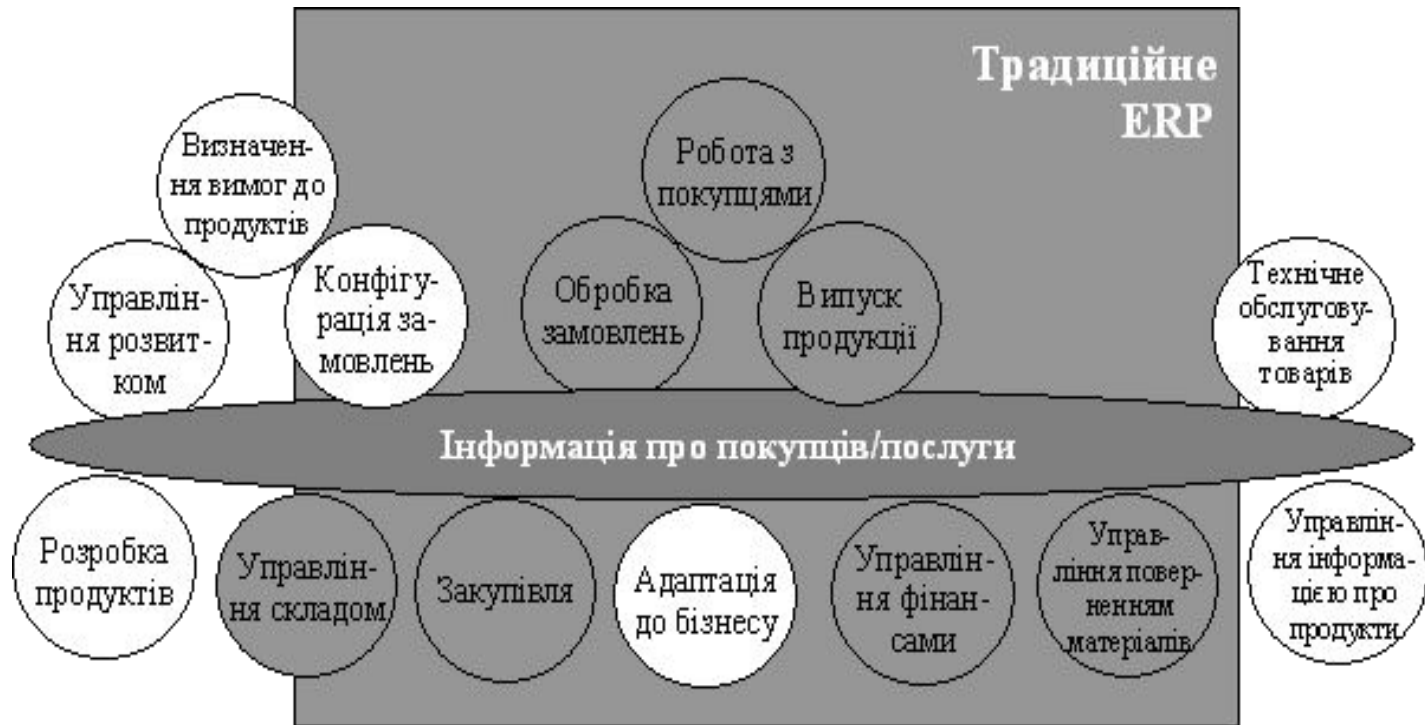 Традиційне
ERP
Визначен-
ня вимог до
продуктів
Робота з
покупцями
Управлін-
ня розвит-
ком
Конфігу-
рація за-
мовлень
Обробка
замовлень
Випуск
продукції
Технічне
обслугову-
вання
товарів
Інформація про покупців/послуги
Розробка
продуктів
Управлін-
ня складом
Закупівля
Адаптація
до бізнесу
Управлін-
ня фінан-
сами
Управ-
ління повер-
ненням
матеріалів
Управлін-
ня інформа-
цією про
продукти